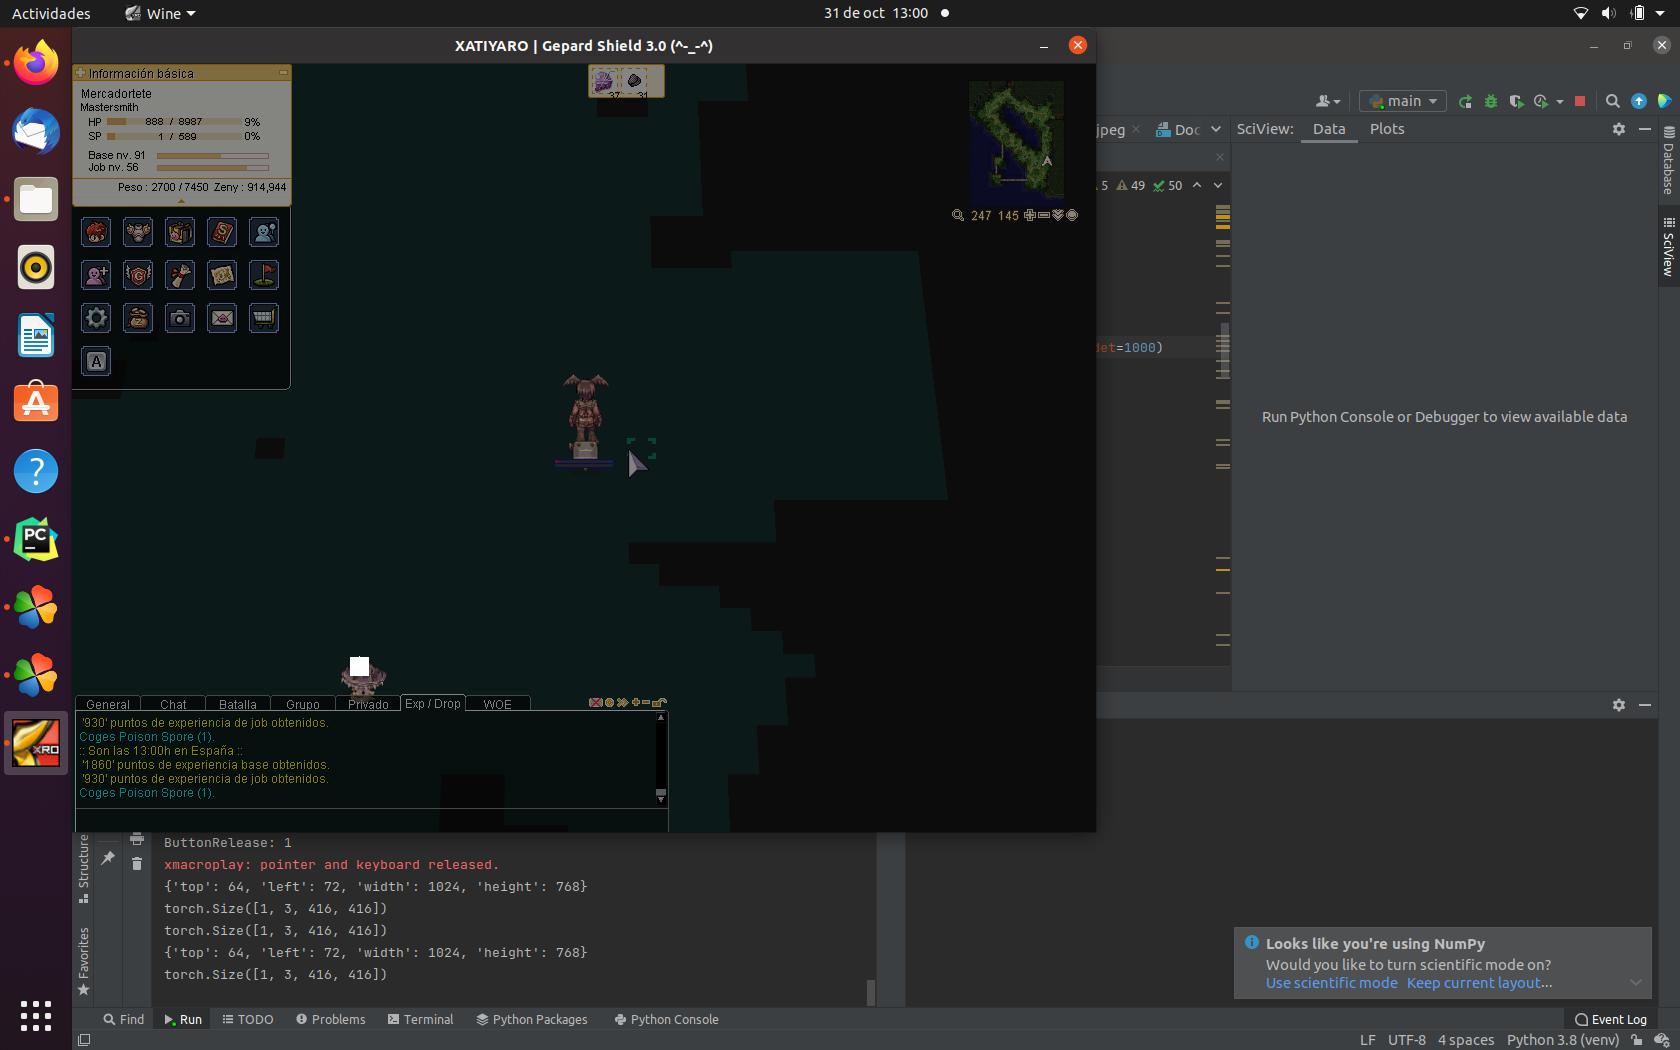 Actividades
Wine
31 de oct 13:00
XATIYARO | Gepard Shield 3.0 (^-_-^)
Información básica
Mercadortete
Mastersmith
HP 888 / 8987 9%
SP 1 / 589 0%
Base nv. 91
Job nv. 56
Peso : 2700 / 7450 Zeny : 914,944
37 31
247 145
A
main
jpeg
Doc
SciView: Data Plots
5 49 50
det=1000)
Run Python Console or Debugger to view available data
Database
SciView
PC
XRO
General Chat Batalla Grupo Privado Exp / Drop WOE
'930' puntos de experiencia de job obtenidos.
Coges Poison Spore (1).
:: Son las 13:00h en España ::
'1860' puntos de experiencia base obtenidos.
'930' puntos de experiencia de job obtenidos.
Coges Poison Spore (1).
ButtonRelease: 1
xmacroplay: pointer and keyboard released.
{'top': 64, 'left': 72, 'width': 1024, 'height': 768}
torch.Size([1, 3, 416, 416])
torch.Size([1, 3, 416, 416])
{'top': 64, 'left': 72, 'width': 1024, 'height': 768}
torch.Size([1, 3, 416, 416])
Structure
Favorites
Looks like you're using NumPy
Would you like to turn scientific mode on?
Use scientific mode Keep current layout...
Find Run TODO Problems Terminal Python Packages Python Console
Event Log
LF UTF-8 4 spaces Python 3.8 (venv)